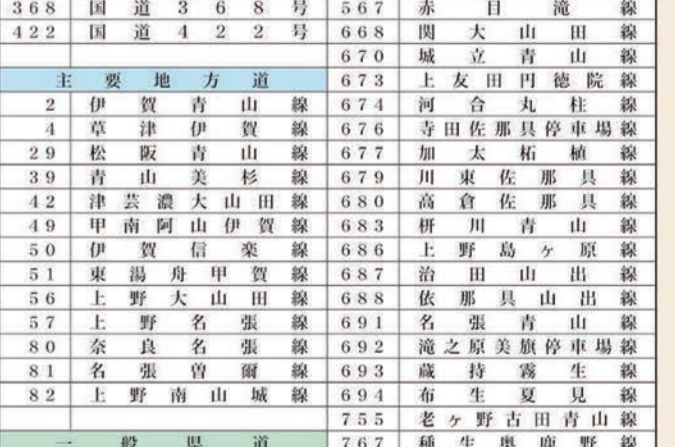 368 国道368号
422 国道422号
主要地方道
2 伊賀青山線
4 草津伊賀線
29 松阪青山線
39 青山美杉線
42 津芸濃大山田線
49 甲南阿山伊賀線
50 伊賀信楽線
51 東湯舟甲賀線
56 上野大山田線
57 上野名張線
80 奈良名張線
81 名張曽爾線
82 上野南山城線
一般県道
567 赤目滝線
668 関大山田線
670 城立青山線
673 上友田円徳院線
674 河合丸柱線
676 寺田佐那具停車場線
677 加太柘植線
679 川東佐那具線
680 高倉佐那具線
683 枅川青山線
686 上野島ヶ原線
687 治田山出線
688 依那具山出線
691 名張青山線
692 滝之原美旗停車場線
693 蔵持霧生線
694 布生夏見線
755 老ヶ野古田青山線
767 種生奥鹿野線